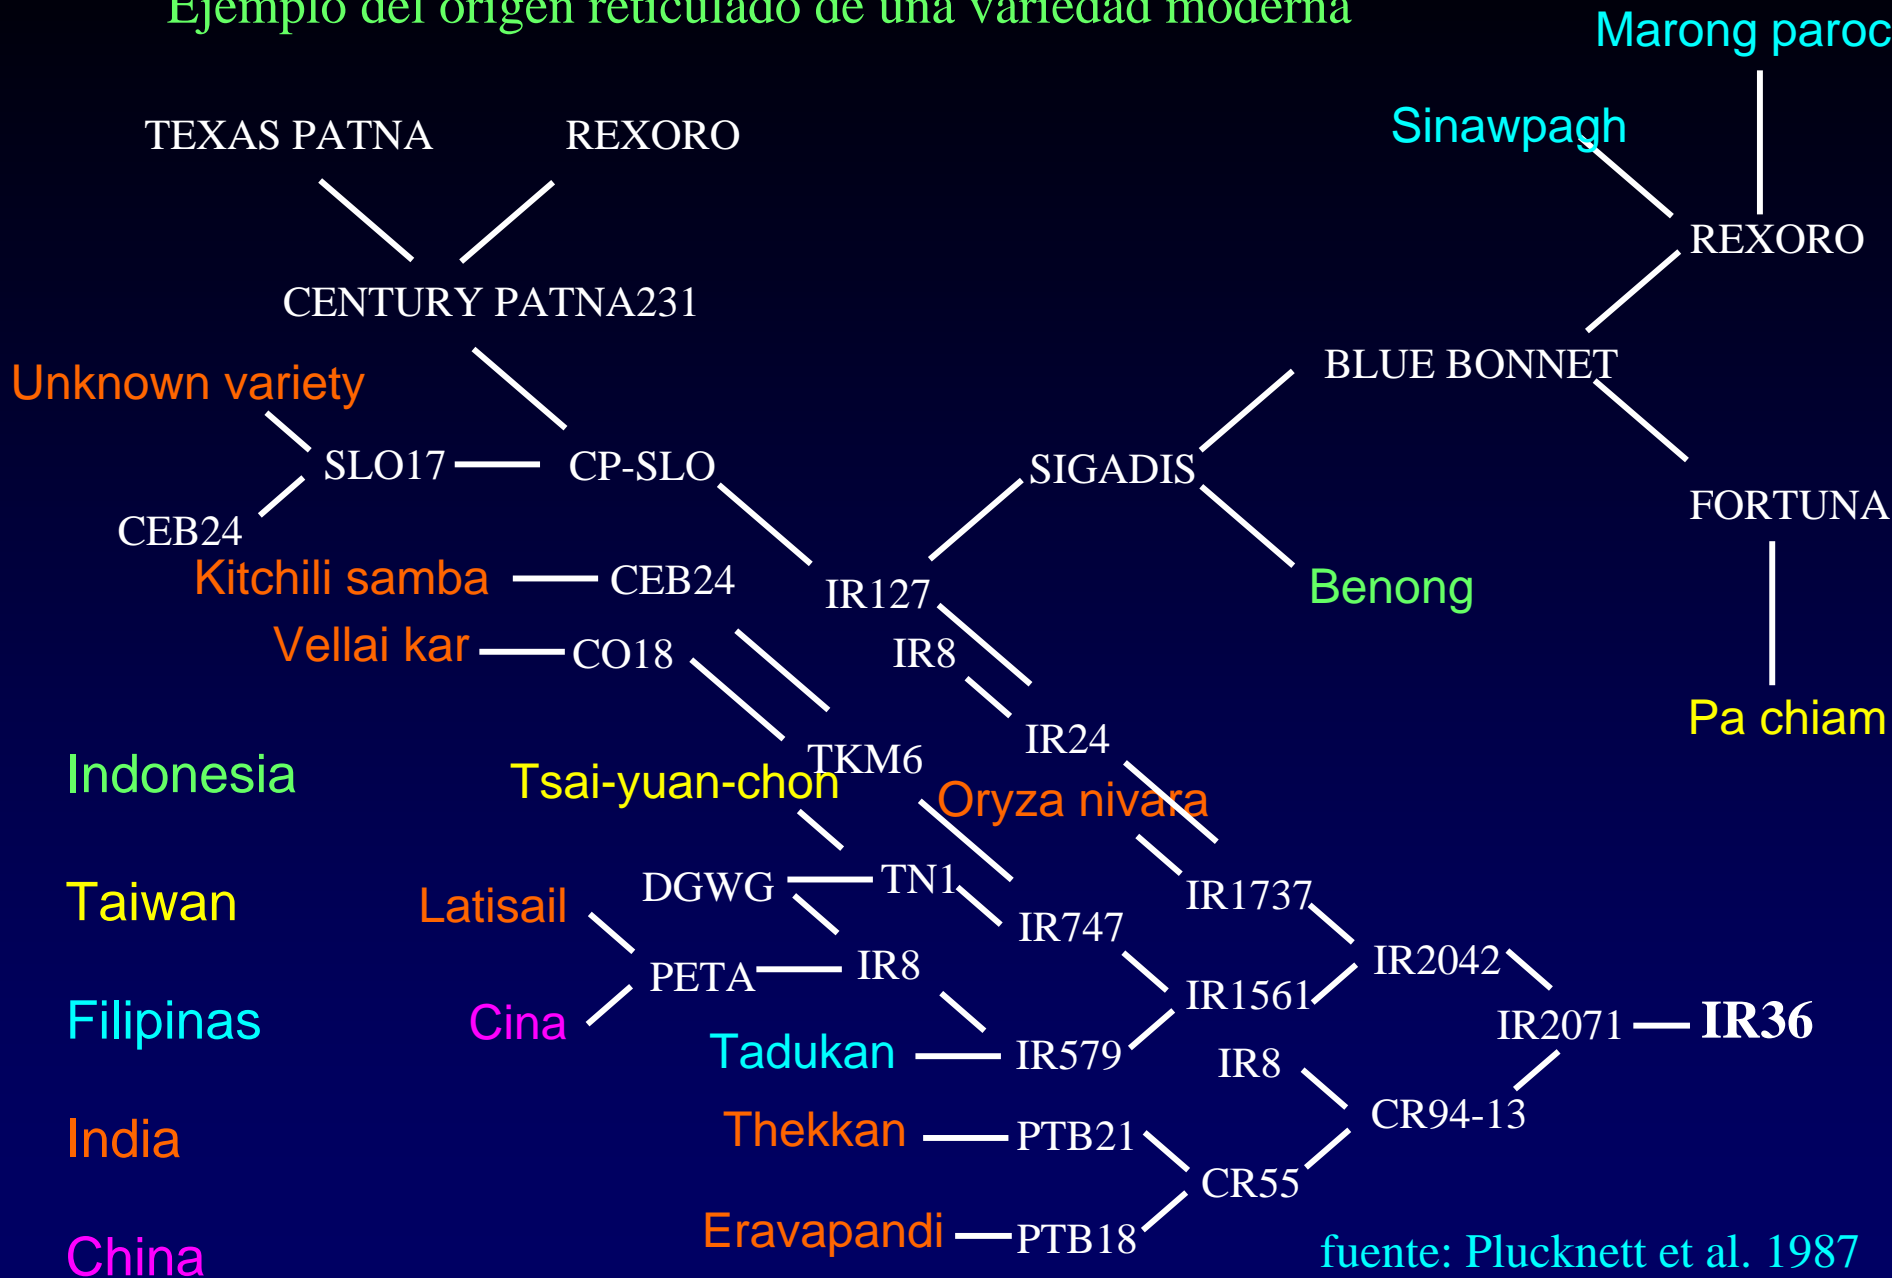 Ejemplo del origen reticulado de una variedad moderna
Marong paroc
Sinawpagh
TEXAS PATNA
REXORO
REXORO
CENTURY PATNA231
BLUE BONNET
Unknown variety
SLO17
CP-SLO
SIGADIS
FORTUNA
CEB24
Kitchili samba
CEB24
IR127
Benong
Vellai kar
CO18
IR8
Pa chiam
TKM6
IR24
Indonesia
Tsai-yuan-chon
Oryza nivara
DGWG
TN1
IR1737
Taiwan
Latisail
IR747
IR2042
PETA
IR8
IR1561
Filipinas
Cina
IR2071
IR36
Tadukan
IR579
IR8
India
Thekkan
PTB21
CR94-13
CR55
Eravapandi
PTB18
China
fuente: Plucknett et al. 1987